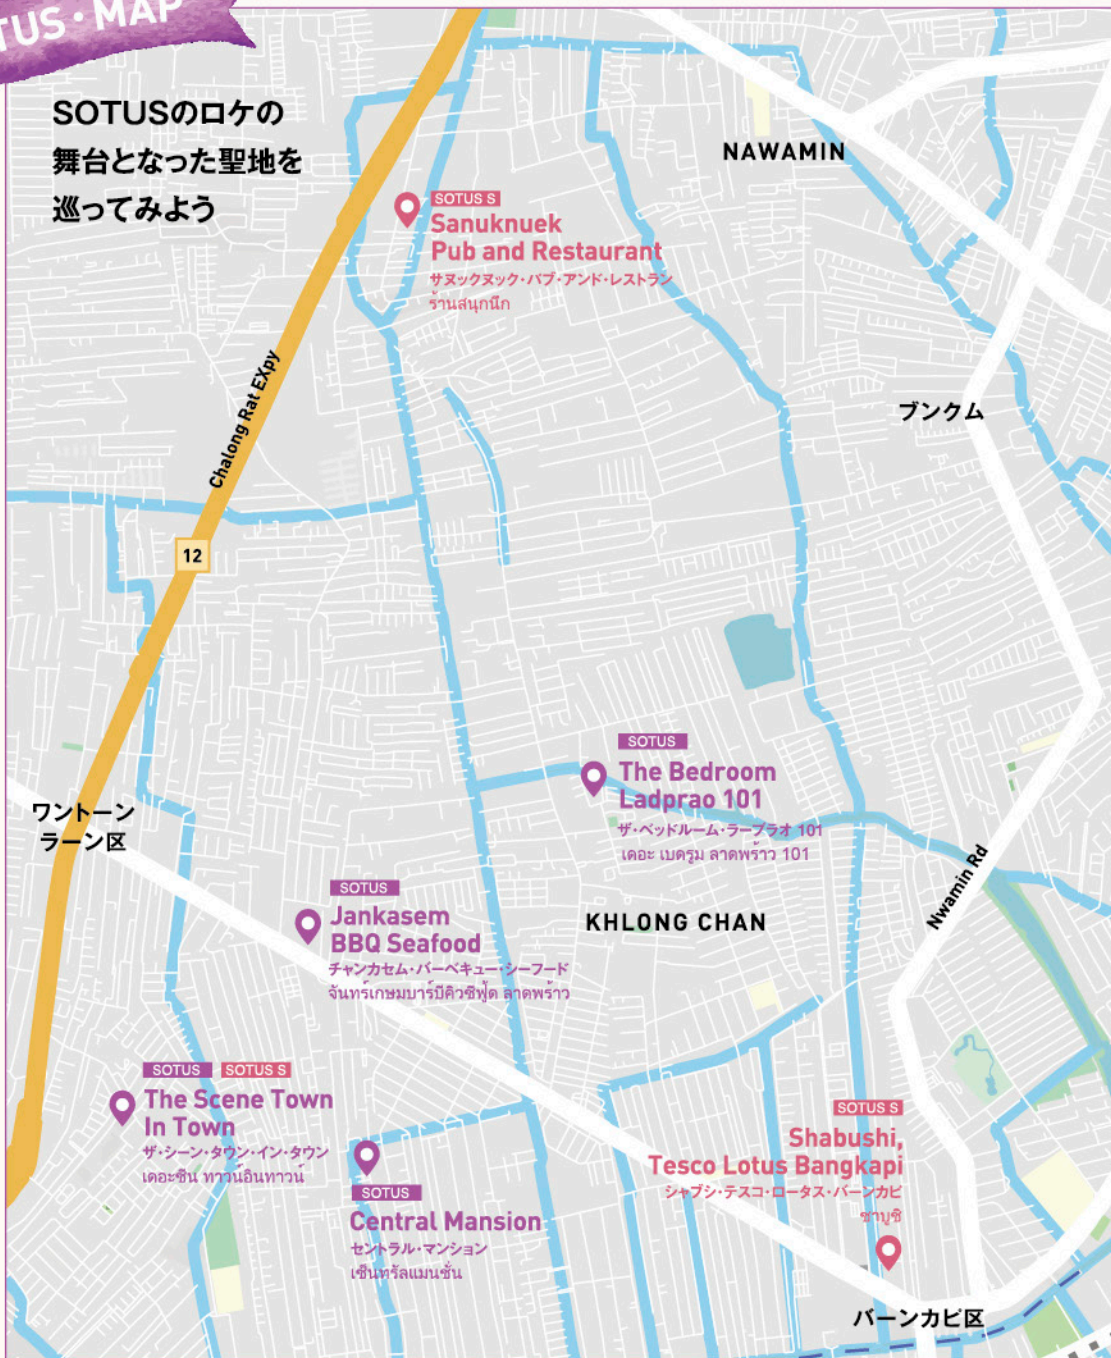 TUS・MAP
SOTUSのロケの
舞台となった聖地を
巡ってみよう
NAWAMIN
SOTUS S
Sanuknuek
Pub and Restaurant
サヌックヌック・パブ・アンド・レストラン
ร้านสนุกนึก
Chalong Rat EXpy
ブンクム
12
SOTUS
The Bedroom
Ladprao 101
ザ・ベッドルーム・ラープラオ 101
เดอะ เบดรูม ลาดพร้าว 101
ワントーン
ラーン区
Nwamin Rd
SOTUS
Jankasem
BBQ Seafood
チャンカセム・バーベキュー・シーフード
จันทร์เกษมบาร์บีคิวซีฟู้ด ลาดพร้าว
KHLONG CHAN
SOTUS SOTUS S
The Scene Town
In Town
ザ・シーン・タウン・イン・タウン
เดอะซีน ทาวน์อินทาวน์
SOTUS
Central Mansion
セントラル・マンション
เซ็นทรัลแมนชั่น
SOTUS S
Shabushi,
Tesco Lotus Bangkapi
シャブシ・テスコ・ロータス・バーンカピ
ชาบูชิ
バーンカピ区